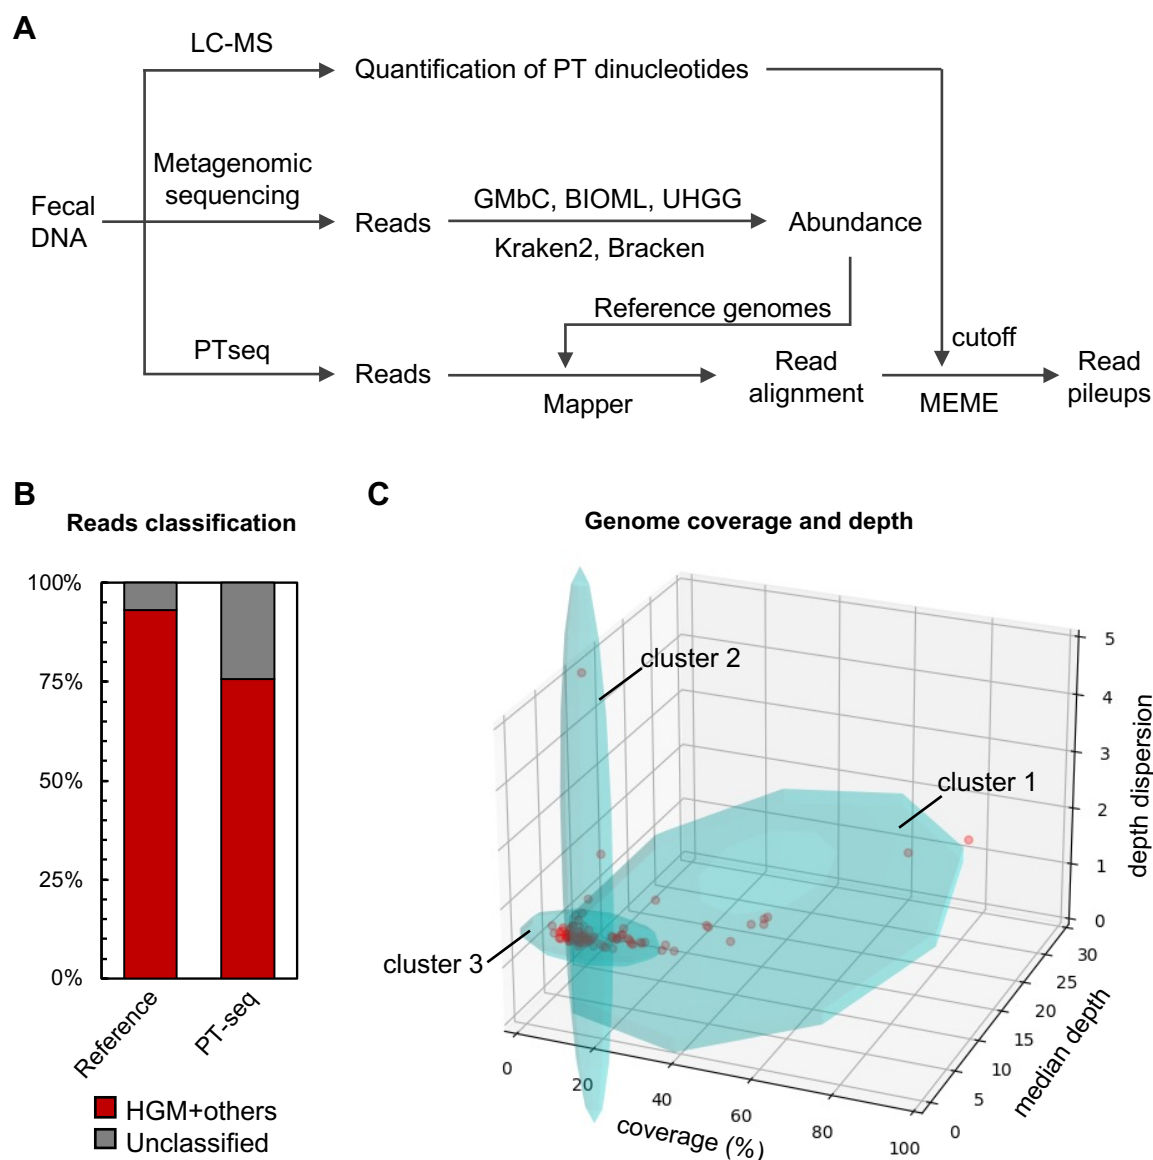 A
LC-MS
Quantification of PT dinucleotides
Metagenomic
sequencing
Fecal
DNA
Reads
GMbC, BIOML, UHGG
Kraken2, Bracken
Abundance
Reference genomes
PTseq
Reads
Mapper
Read
alignment
cutoff
MEME
Read
pileups
B
Reads classification
100%
75%
50%
25%
0%
Reference
PT-seq
HGM+others
Unclassified
C
Genome coverage and depth
cluster 2
cluster 1
cluster 3
5
4
3
2
1
0
depth dispersion
30
25
20
15
10
5
0
median depth
0
20
40
60
80
100
coverage (%)